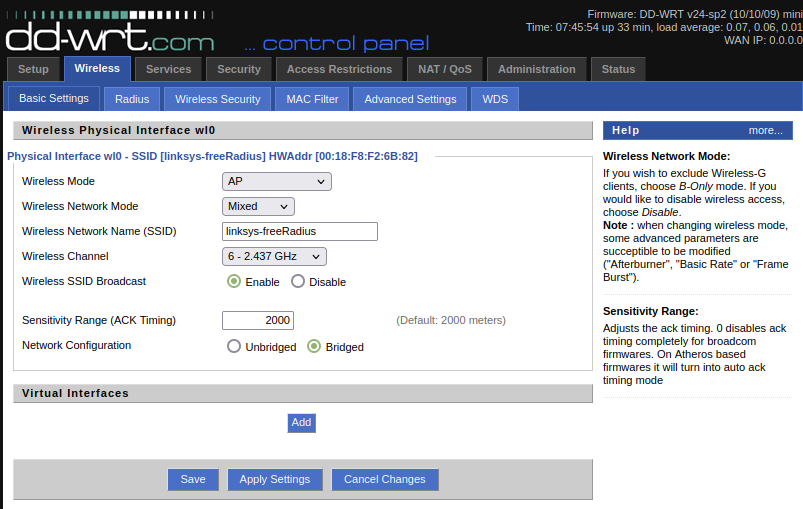 Firmware: DD-WRT v24-sp2 (10/10/09) mini
Time: 07:45:54 up 33 min, load average: 0.07, 0.06, 0.01
WAN IP: 0.0.0.0
dd-wrt.com ... control panel
Setup Wireless Services Security Access Restrictions NAT / QoS Administration Status
Basic Settings Radius Wireless Security MAC Filter Advanced Settings WDS
Wireless Physical Interface wl0
Physical Interface wl0 - SSID [linksys-freeRadius] HWAddr [00:18:F8:F2:6B:82]
Wireless Mode AP
Wireless Network Mode Mixed
Wireless Network Name (SSID) linksys-freeRadius
Wireless Channel 6 - 2.437 GHz
Wireless SSID Broadcast Enable Disable
Sensitivity Range (ACK Timing) 2000 (Default: 2000 meters)
Network Configuration Unbridged Bridged
Virtual Interfaces
Add
Save Apply Settings Cancel Changes
Help more...
Wireless Network Mode:
If you wish to exclude Wireless-G
clients, choose B-Only mode. If you
would like to disable wireless access,
choose Disable.
Note : when changing wireless mode,
some advanced parameters are
succeptible to be modified
("Afterburner", "Basic Rate" or "Frame
Burst").
Sensitivity Range:
Adjusts the ack timing. 0 disables ack
timing completely for broadcom
firmwares. On Atheros based
firmwares it will turn into auto ack
timing mode